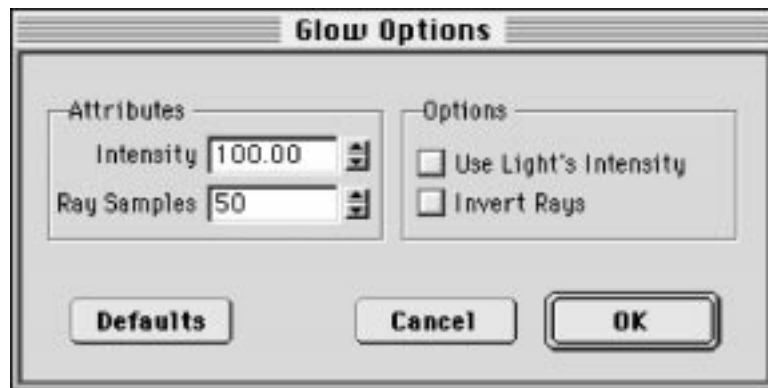 Glow Options
Attributes
Intensity 100.00
Ray Samples 50
Options
Use Light's Intensity
Invert Rays
Defaults
Cancel
OK